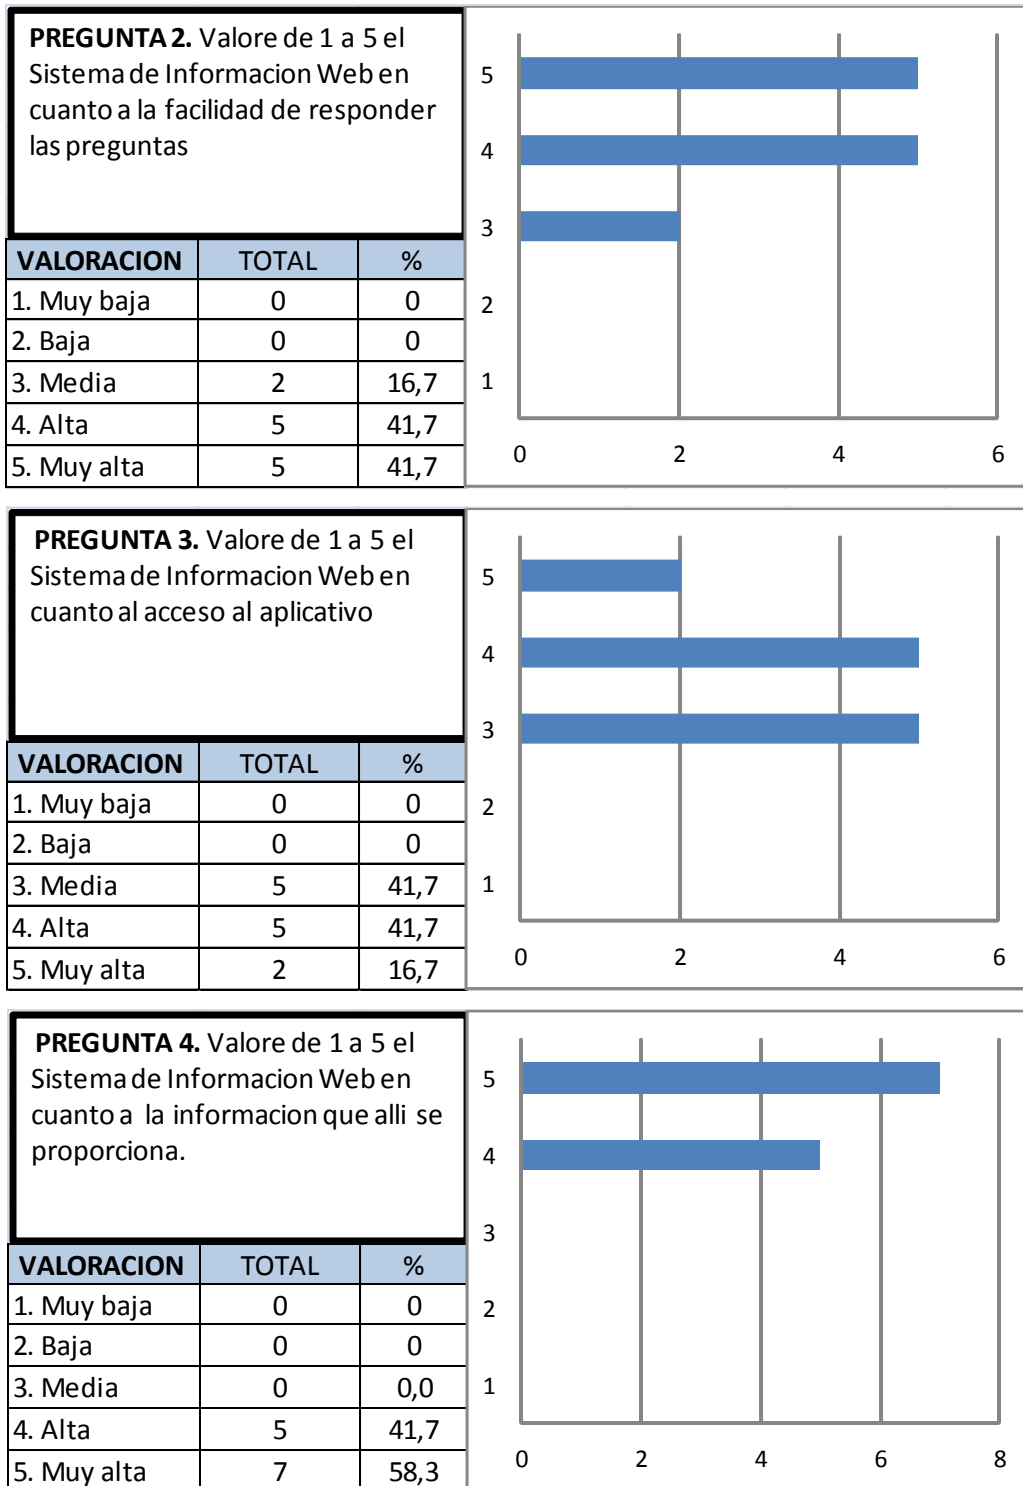 PREGUNTA 2. Valore de 1 a 5 el
Sistema de Informacion Web en
cuanto a la facilidad de responder
las preguntas
VALORACION TOTAL %
1. Muy baja 0 0
2. Baja 0 0
3. Media 2 16,7
4. Alta 5 41,7
5. Muy alta 5 41,7
5
4
3
2
1
0 2 4 6
PREGUNTA 3. Valore de 1 a 5 el
Sistema de Informacion Web en
cuanto al acceso al aplicativo
VALORACION TOTAL %
1. Muy baja 0 0
2. Baja 0 0
3. Media 5 41,7
4. Alta 5 41,7
5. Muy alta 2 16,7
5
4
3
2
1
0 2 4 6
PREGUNTA 4. Valore de 1 a 5 el
Sistema de Informacion Web en
cuanto a la informacion que alli se
proporciona.
VALORACION TOTAL %
1. Muy baja 0 0
2. Baja 0 0
3. Media 0 0,0
4. Alta 5 41,7
5. Muy alta 7 58,3
5
4
3
2
1
0 2 4 6 8